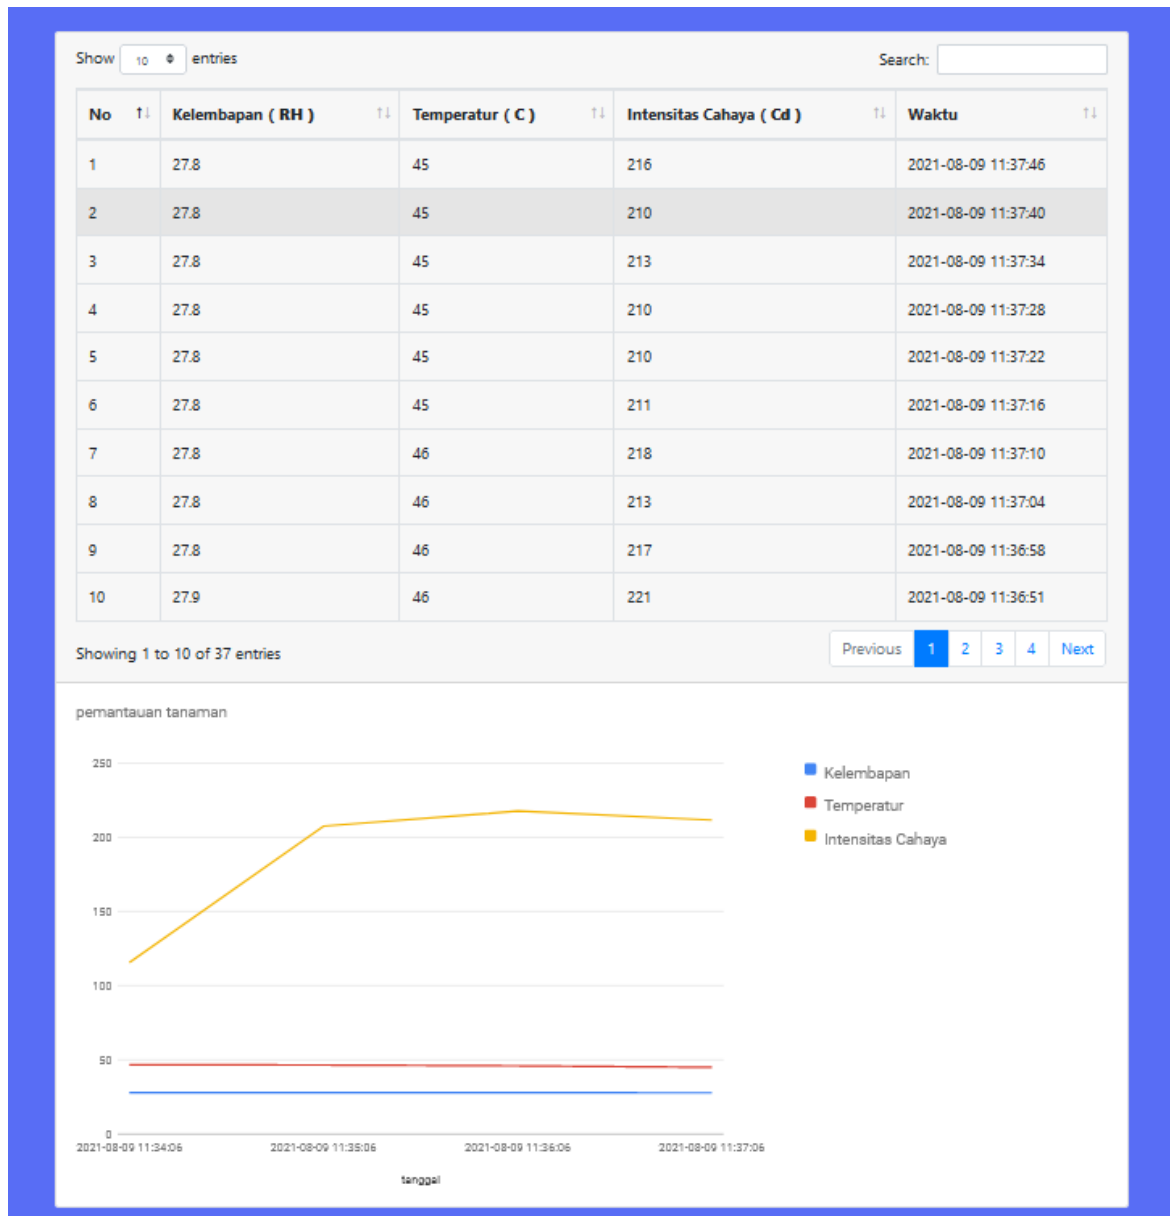 Show 10 entries Search:
No Kelembapan ( RH ) Temperatur ( C ) Intensitas Cahaya ( Cd ) Waktu
1 27.8 45 216 2021-08-09 11:37:46
2 27.8 45 210 2021-08-09 11:37:40
3 27.8 45 213 2021-08-09 11:37:34
4 27.8 45 210 2021-08-09 11:37:28
5 27.8 45 210 2021-08-09 11:37:22
6 27.8 45 211 2021-08-09 11:37:16
7 27.8 46 218 2021-08-09 11:37:10
8 27.8 46 213 2021-08-09 11:37:04
9 27.8 46 217 2021-08-09 11:36:58
10 27.9 46 221 2021-08-09 11:36:51
Showing 1 to 10 of 37 entries Previous 1 2 3 4 Next
pemantauan tanaman
250
200
150
100
50
0
2021-08-09 11:34:06 2021-08-09 11:35:06 2021-08-09 11:36:06 2021-08-09 11:37:06
tanggal
Kelembapan
Temperatur
Intensitas Cahaya